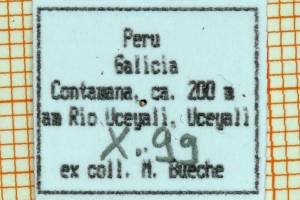 Peru
Galicia
Contamana, ca. 200 m
am Rio Uceyali, Uceyali
X. 99
ex coll. M. Bueche